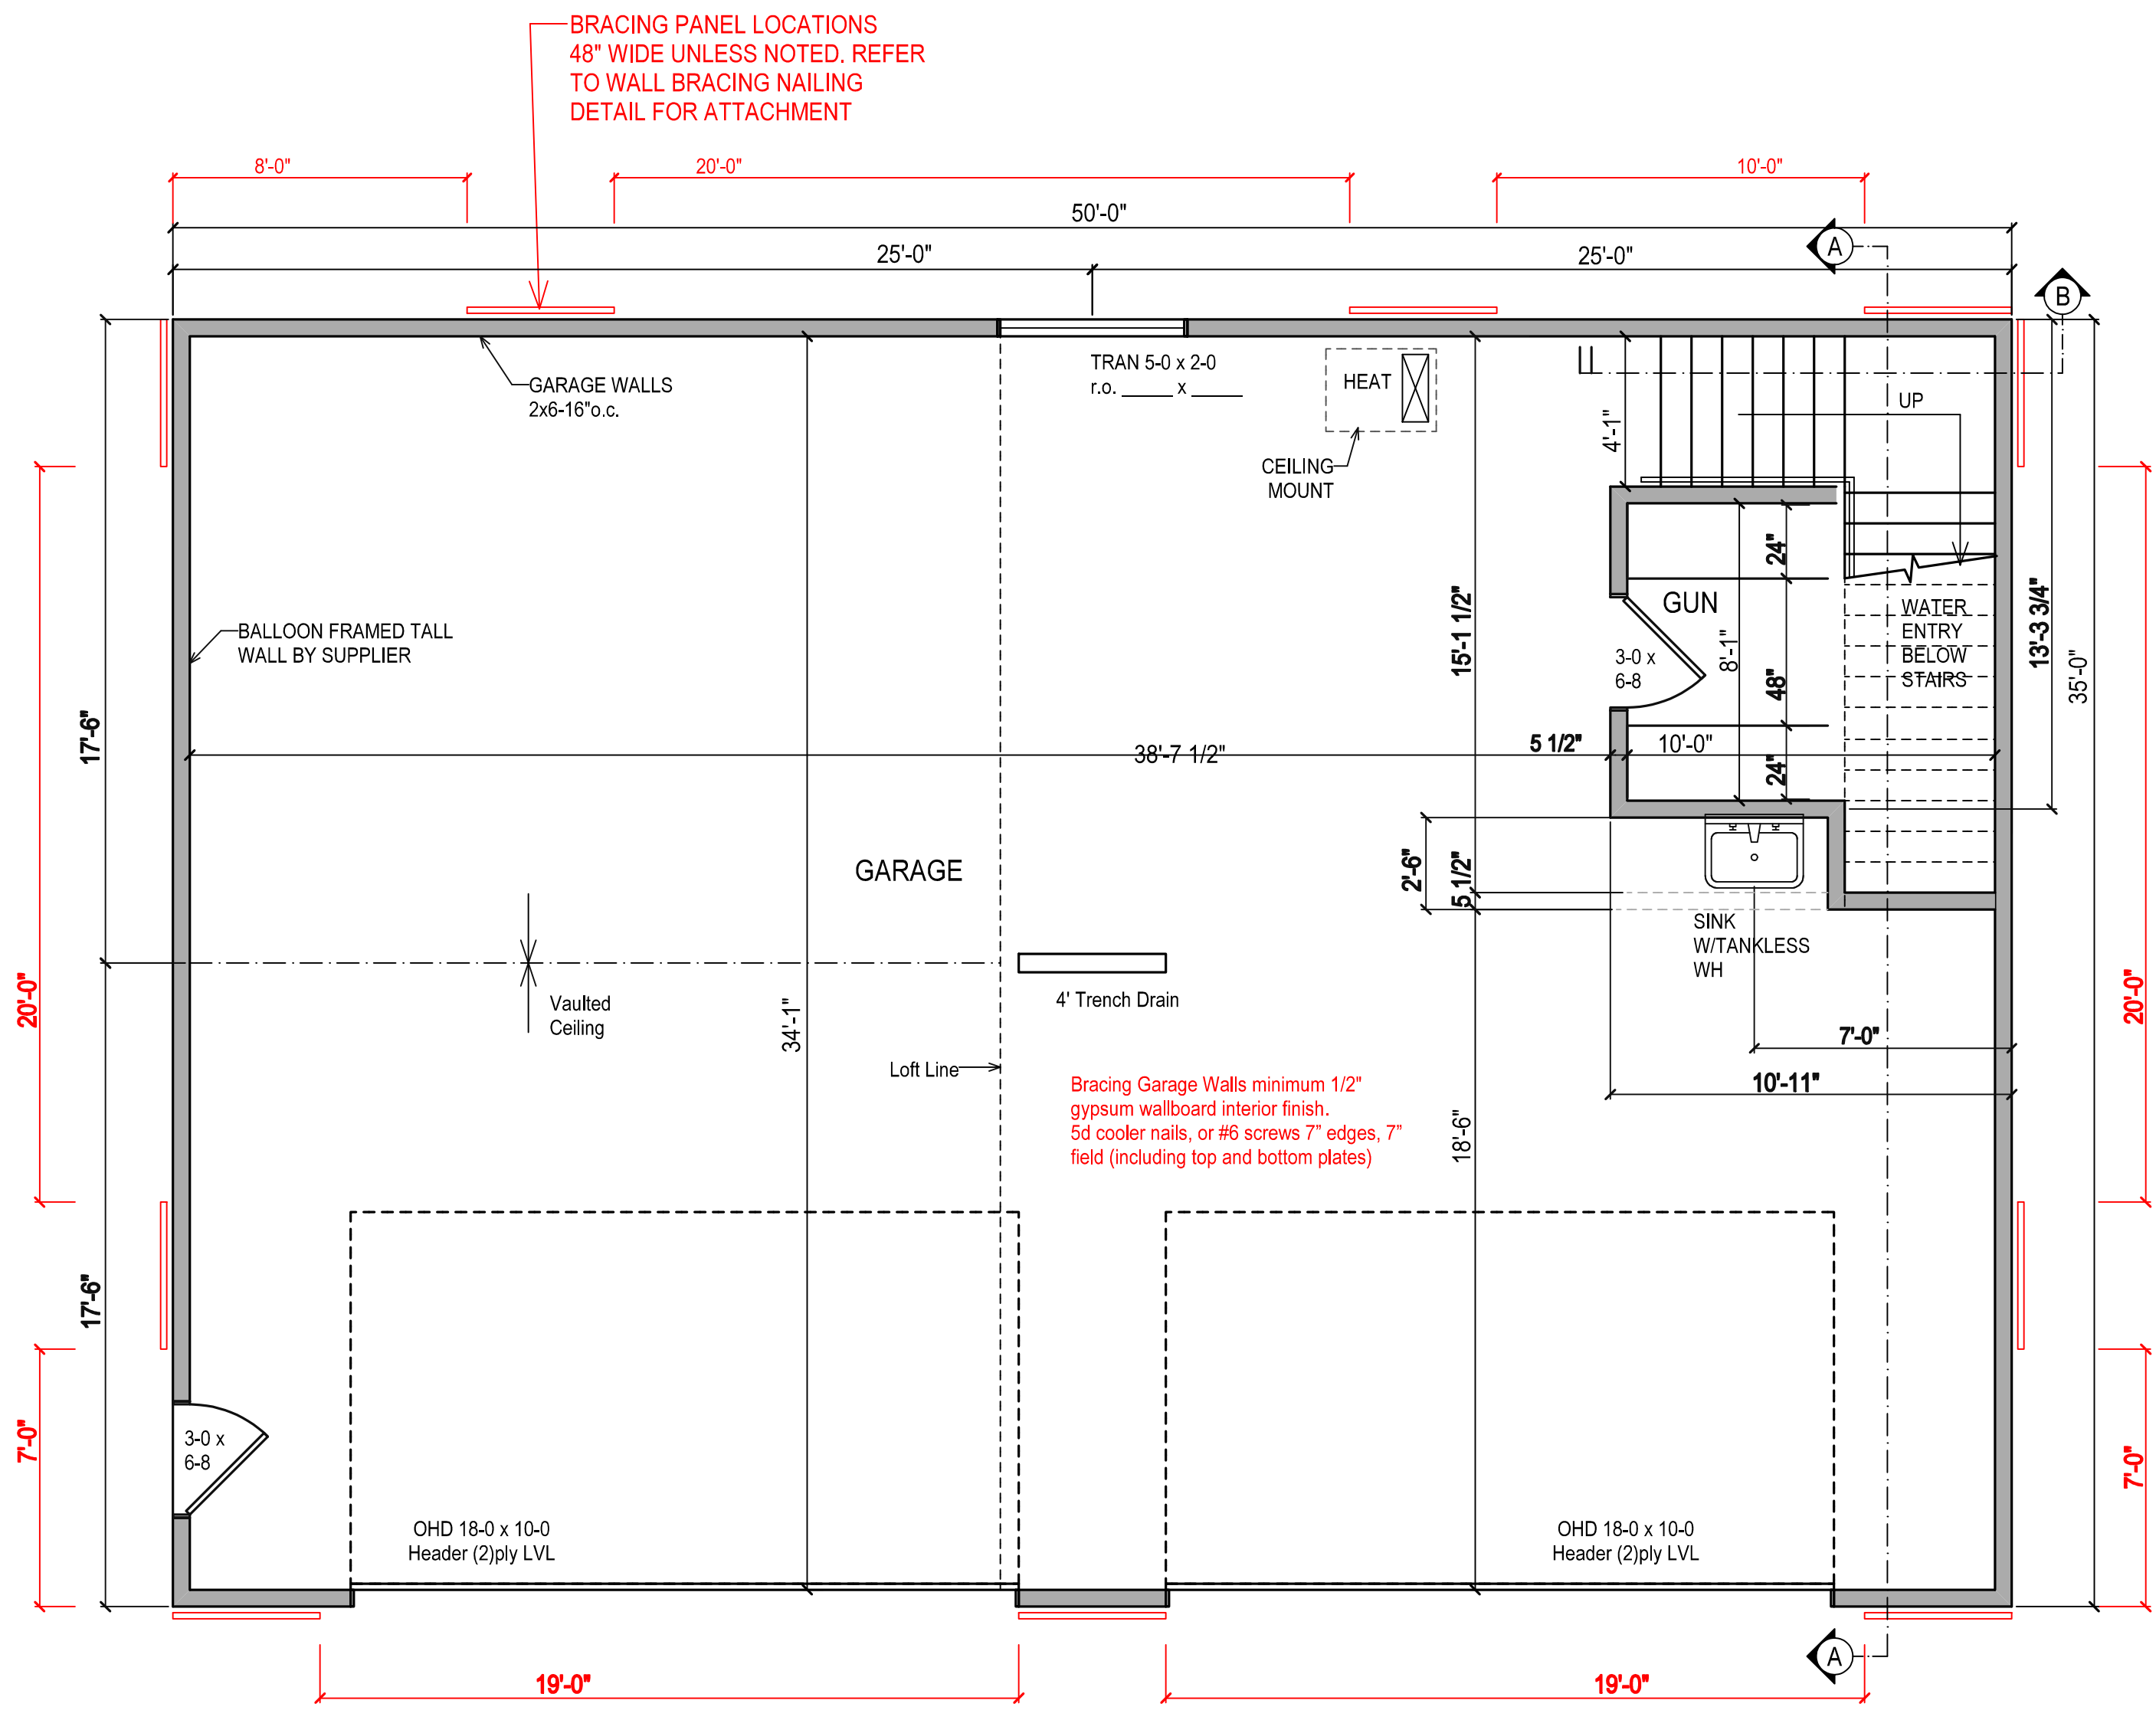 BRACING PANEL LOCATIONS
48" WIDE UNLESS NOTED. REFER
TO WALL BRACING NAILING
DETAIL FOR ATTACHMENT
8'-0"
20'-0"
10'-0"
50'-0"
25'-0"
25'-0"
A
B
GARAGE WALLS
2x6-16"o.c.
TRAN 5-0 x 2-0
r.o. _____ x _____
HEAT
CEILING
MOUNT
UP
4'-1"
24"
GUN
8'-1"
48"
24"
3-0 x
6-8
WATER
ENTRY
BELOW
STAIRS
13'-3 3/4"
35'-0"
15'-1 1/2"
BALLOON FRAMED TALL
WALL BY SUPPLIER
17'-6"
38'-7 1/2"
5 1/2"
10'-0"
GARAGE
2'-6"
5 1/2"
SINK
W/TANKLESS
WH
20'-0"
Vaulted
Ceiling
34'-1"
4' Trench Drain
20'-0"
7'-0"
10'-11"
Loft Line
Bracing Garage Walls minimum 1/2"
gypsum wallboard interior finish.
5d cooler nails, or #6 screws 7” edges, 7”
field (including top and bottom plates)
18'-6"
17'-6"
7'-0"
3-0 x
6-8
7'-0"
OHD 18-0 x 10-0
Header (2)ply LVL
OHD 18-0 x 10-0
Header (2)ply LVL
A
19'-0"
19'-0"